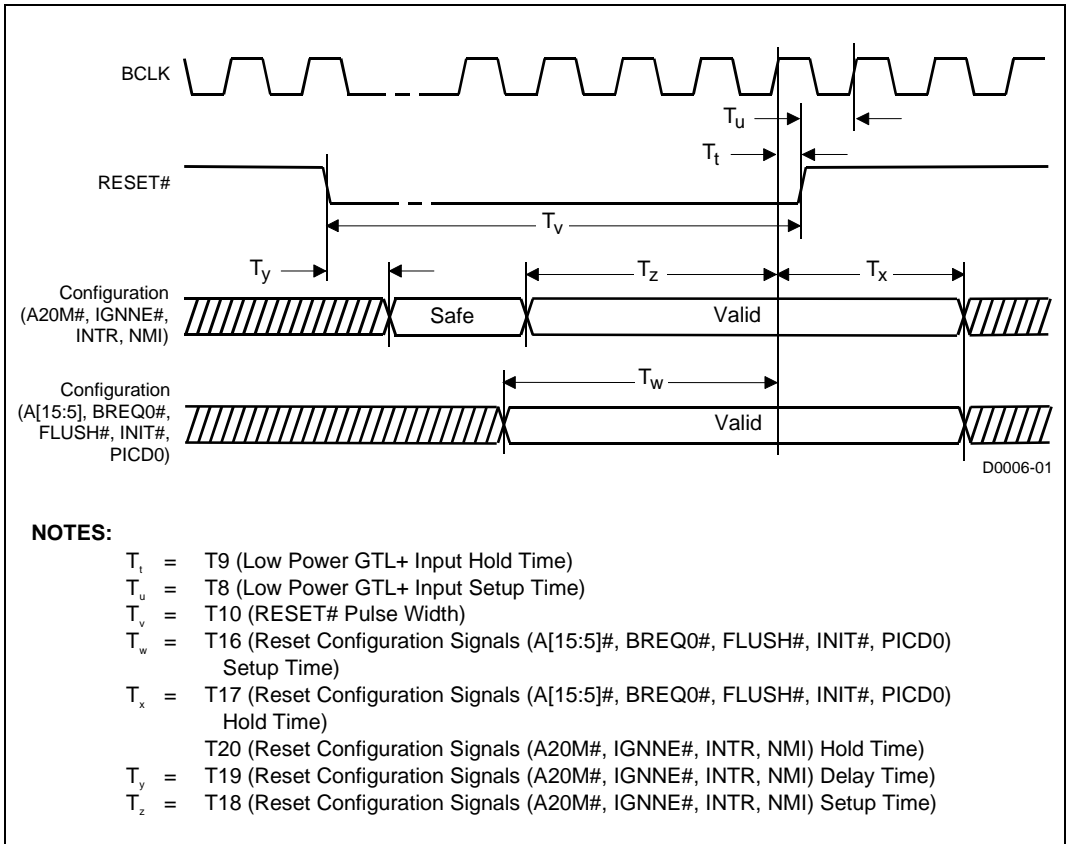 BCLK
Tu
Tt
RESET#
Tv
Ty
Tz
Tx
Configuration
(A20M#, IGNNE#,
INTR, NMI)
Safe
Valid
Tw
Configuration
(A[15:5], BREQ0#,
FLUSH#, INIT#,
PICD0)
Valid
D0006-01
NOTES:
Tt = T9 (Low Power GTL+ Input Hold Time)
Tu = T8 (Low Power GTL+ Input Setup Time)
Tv = T10 (RESET# Pulse Width)
Tw = T16 (Reset Configuration Signals (A[15:5]#, BREQ0#, FLUSH#, INIT#, PICD0)
Setup Time)
Tx = T17 (Reset Configuration Signals (A[15:5]#, BREQ0#, FLUSH#, INIT#, PICD0)
Hold Time)
T20 (Reset Configuration Signals (A20M#, IGNNE#, INTR, NMI) Hold Time)
Ty = T19 (Reset Configuration Signals (A20M#, IGNNE#, INTR, NMI) Delay Time)
Tz = T18 (Reset Configuration Signals (A20M#, IGNNE#, INTR, NMI) Setup Time)